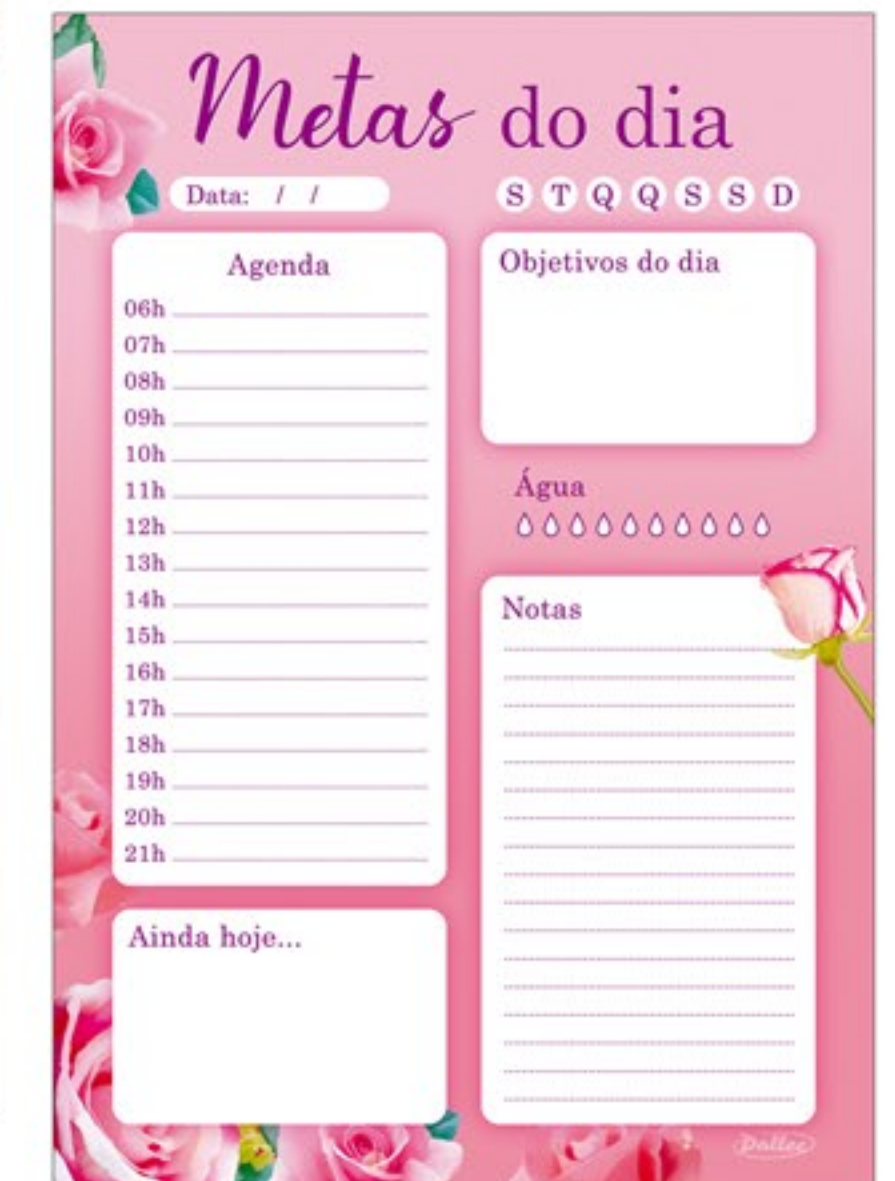 Metas do dia
Data: / /
S T Q Q S S D
Agenda
06h
07h
08h
09h
10h
11h
12h
13h
14h
15h
16h
17h
18h
19h
20h
21h
Ainda hoje...
Objetivos do dia
Água
Notas